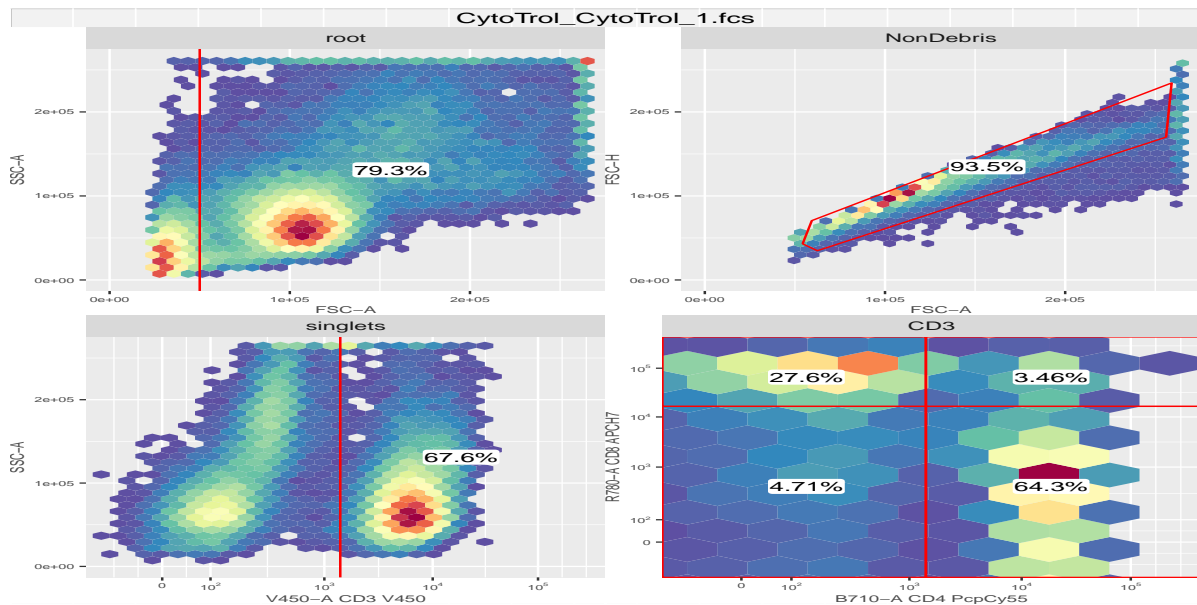 CytoTrol_CytoTrol_1.fcs
root
NonDebris
SSC-A
2e+05
1e+05
0e+00
79.3%
0e+00
1e+05
2e+05
FSC-A
FSC-H
2e+05
1e+05
0e+00
93.5%
0e+00
1e+05
2e+05
FSC-A
singlets
CD3
SSC-A
2e+05
1e+05
0e+00
67.6%
0
10²
10³
10⁴
10⁵
V450-A CD3 V450
R780-A CD8 APCH7
10⁵
10⁴
10³
10²
0
27.6%
3.46%
4.71%
64.3%
0
10²
10³
10⁴
10⁵
B710-A CD4 PcpCy55